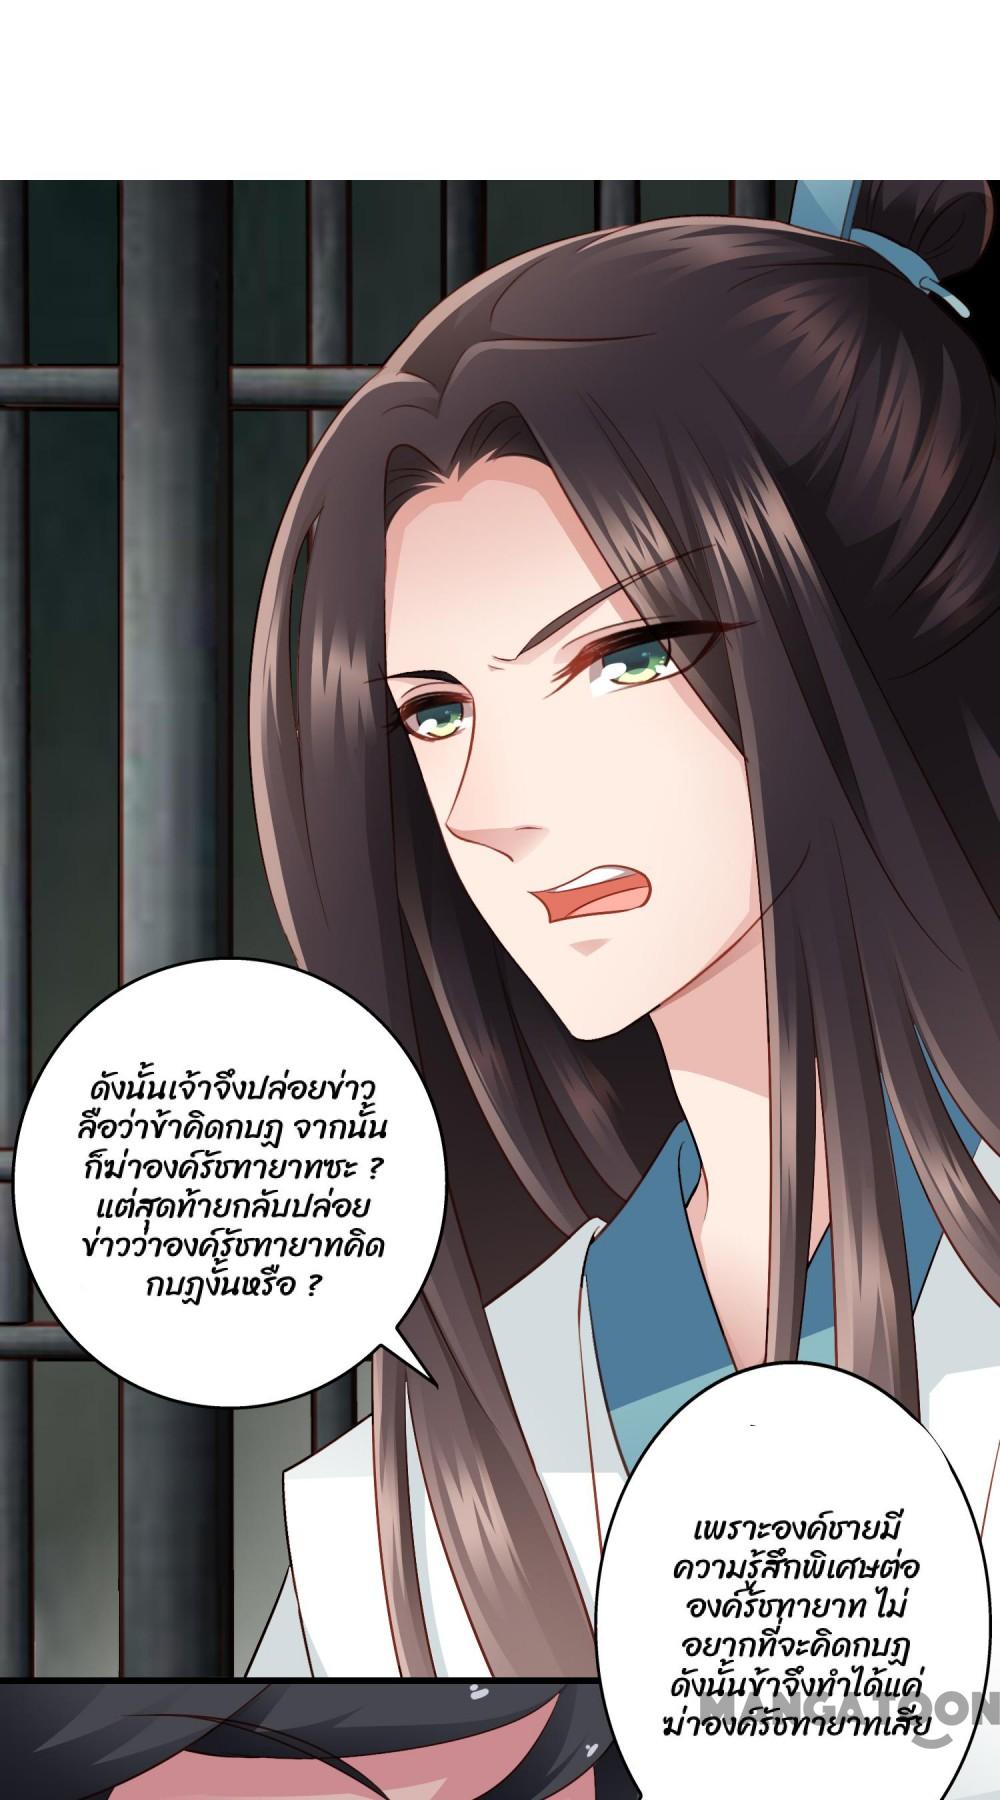 ดังนั้นเจ้าจึงปล่อยข่าว
ลือว่าข้าคิดกบฏ จากนั้น
ก็ฆ่าองค์รัชทายาทซะ ?
แต่สุดท้ายกลับปล่อย
ข่าวว่าองค์รัชทายาทคิด
กบฏงั้นหรือ ?
เพราะองค์ชายมี
ความรู้สึกพิเศษต่อ
องค์รัชทายาท ไม่
อยากที่จะคิดกบฏ
ดังนั้นข้าจึงทำได้แค่
ฆ่าองค์รัชทายาทเสีย
MANGATOON